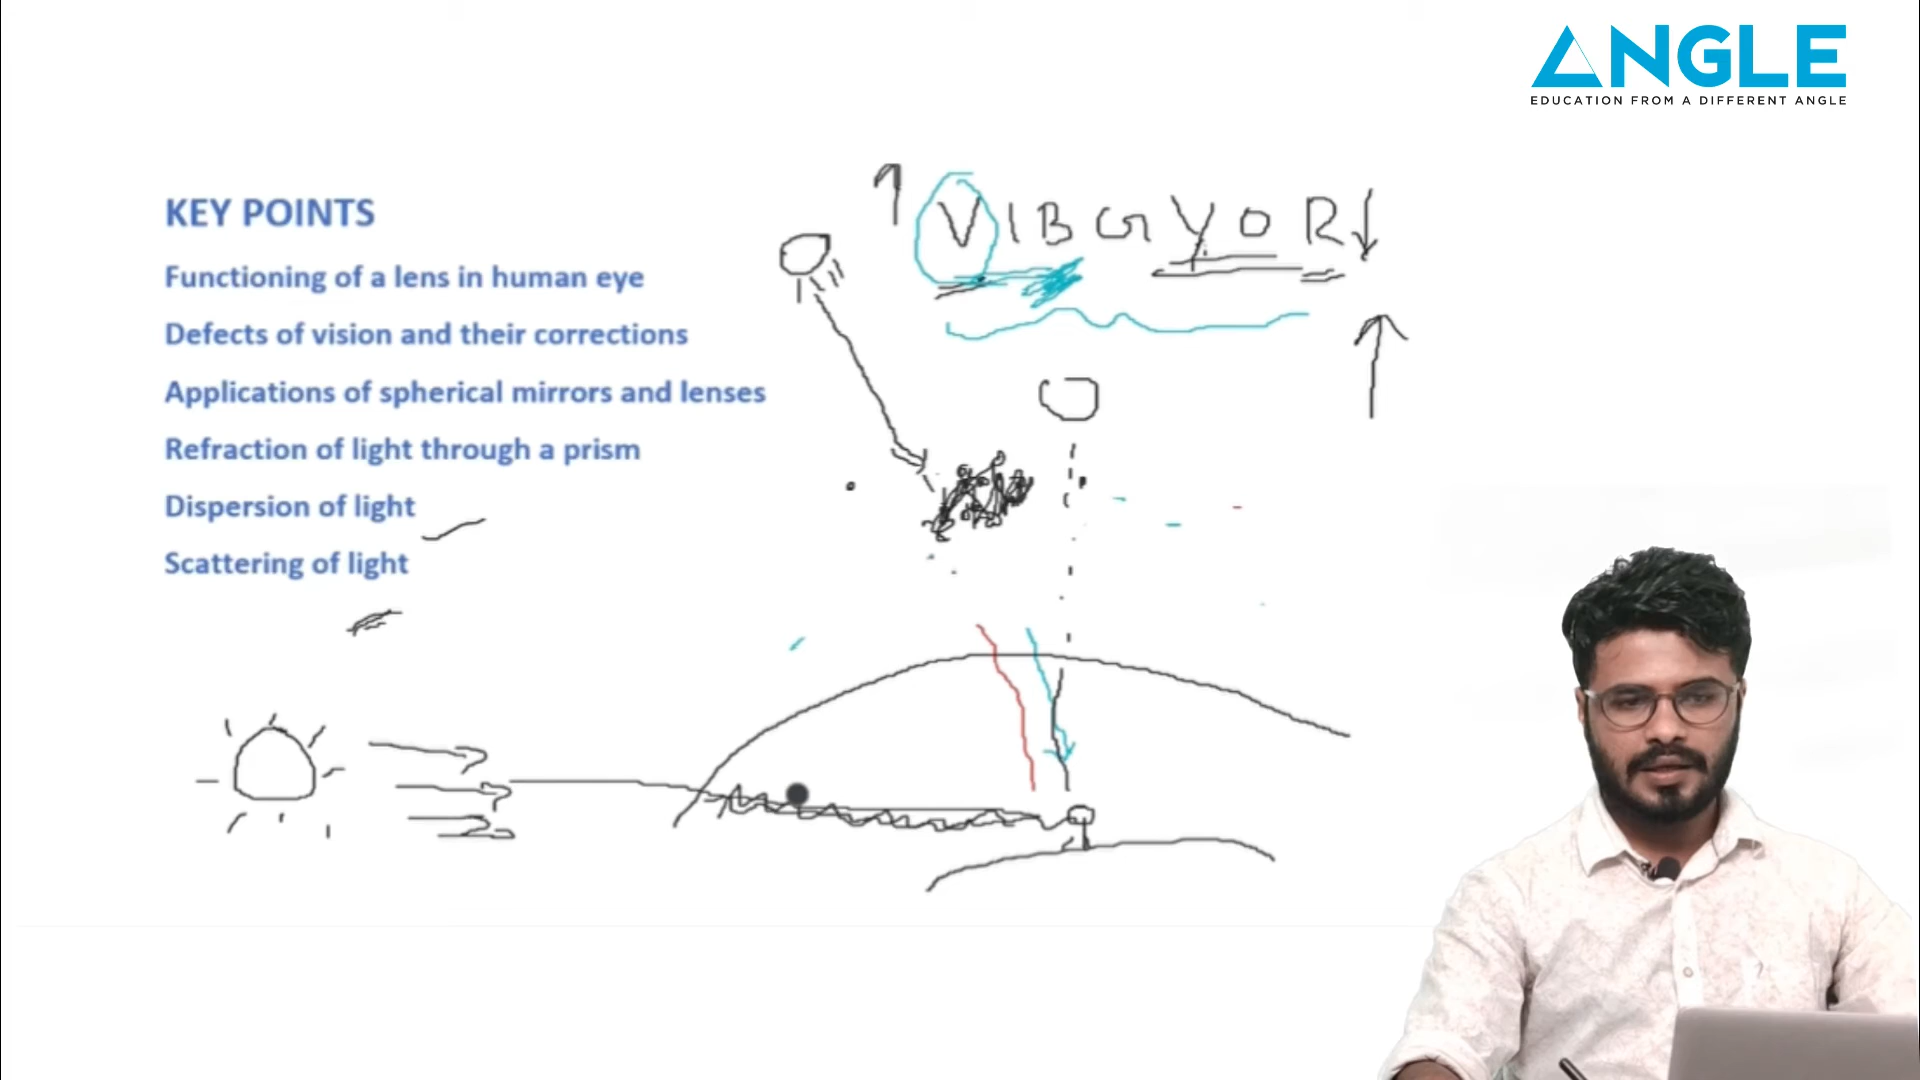 ANGLE
EDUCATION FROM A DIFFERENT ANGLE
VIBGYOR
KEY POINTS
Functioning of a lens in human eye
Defects of vision and their corrections
Applications of spherical mirrors and lenses
Refraction of light through a prism
Dispersion of light
Scattering of light